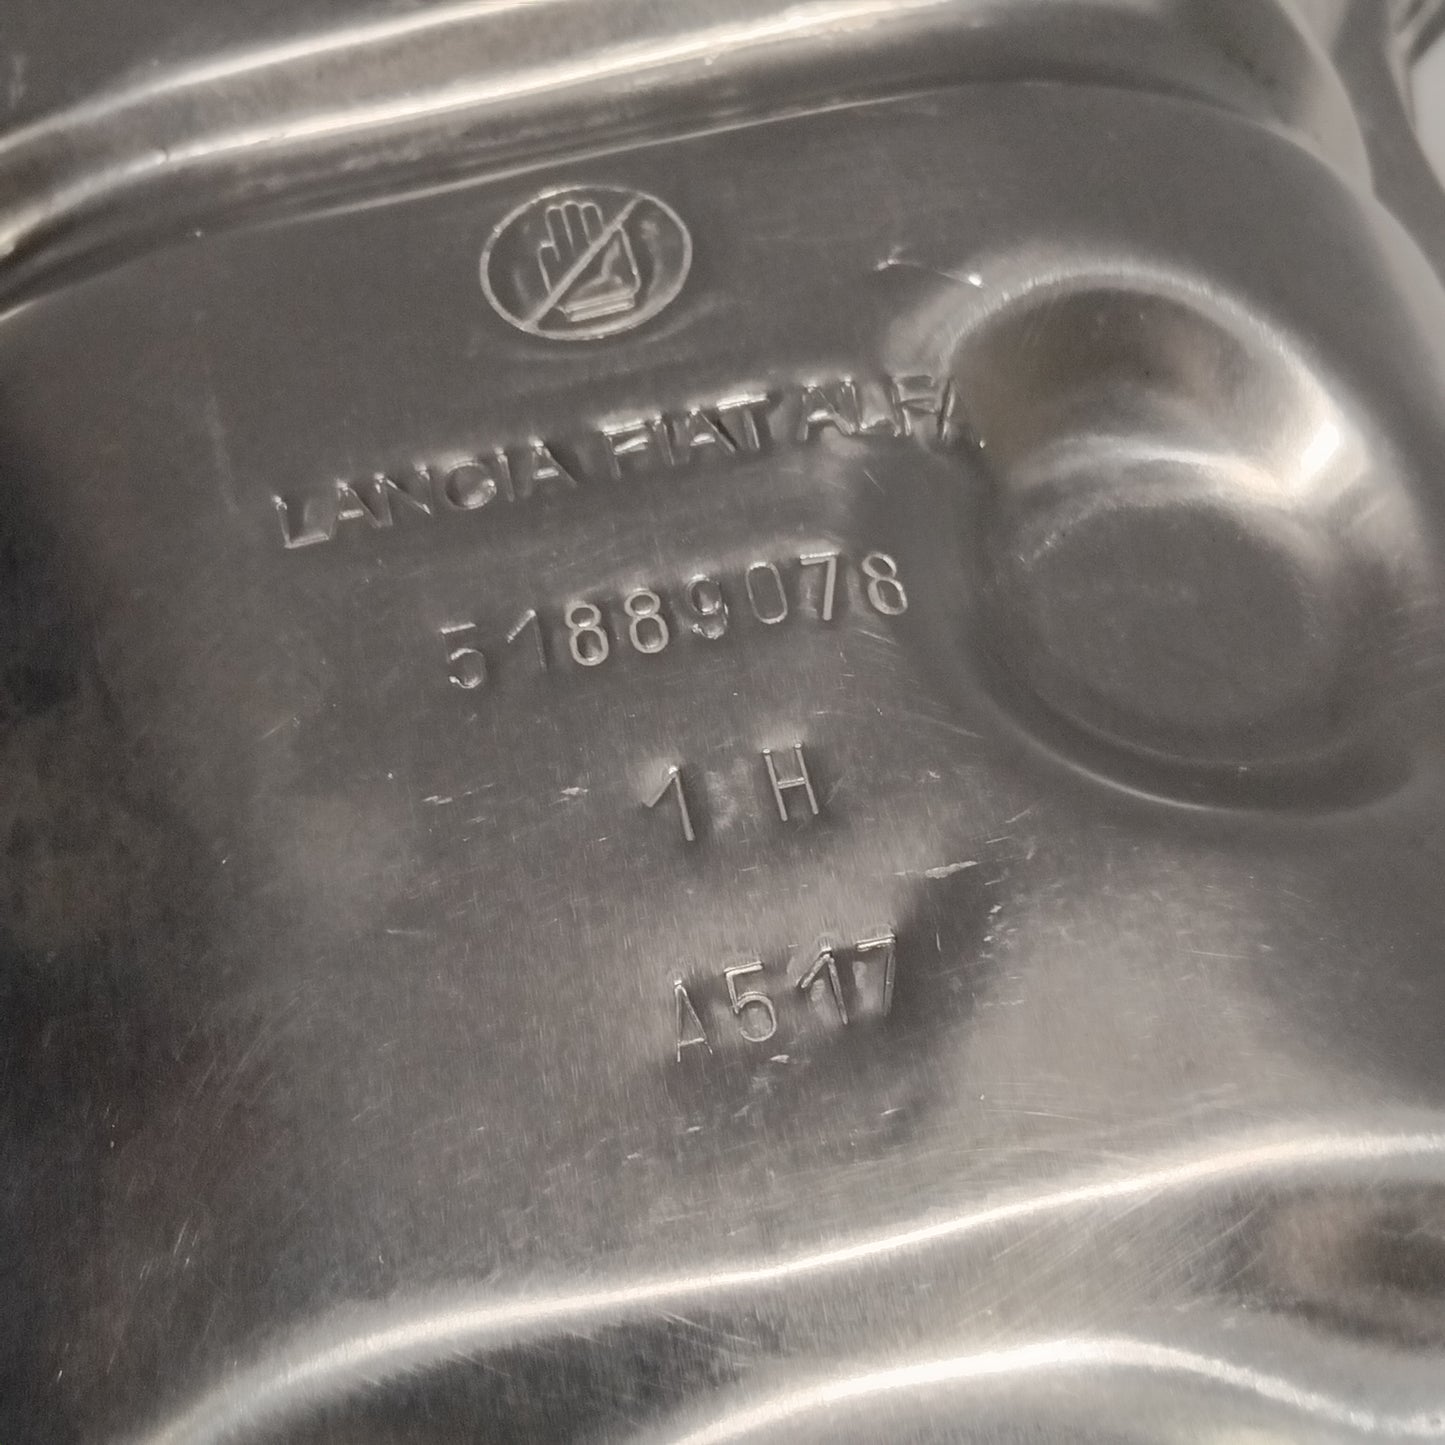 LANCIA FIAT ALFA
51889078
1 H
A517